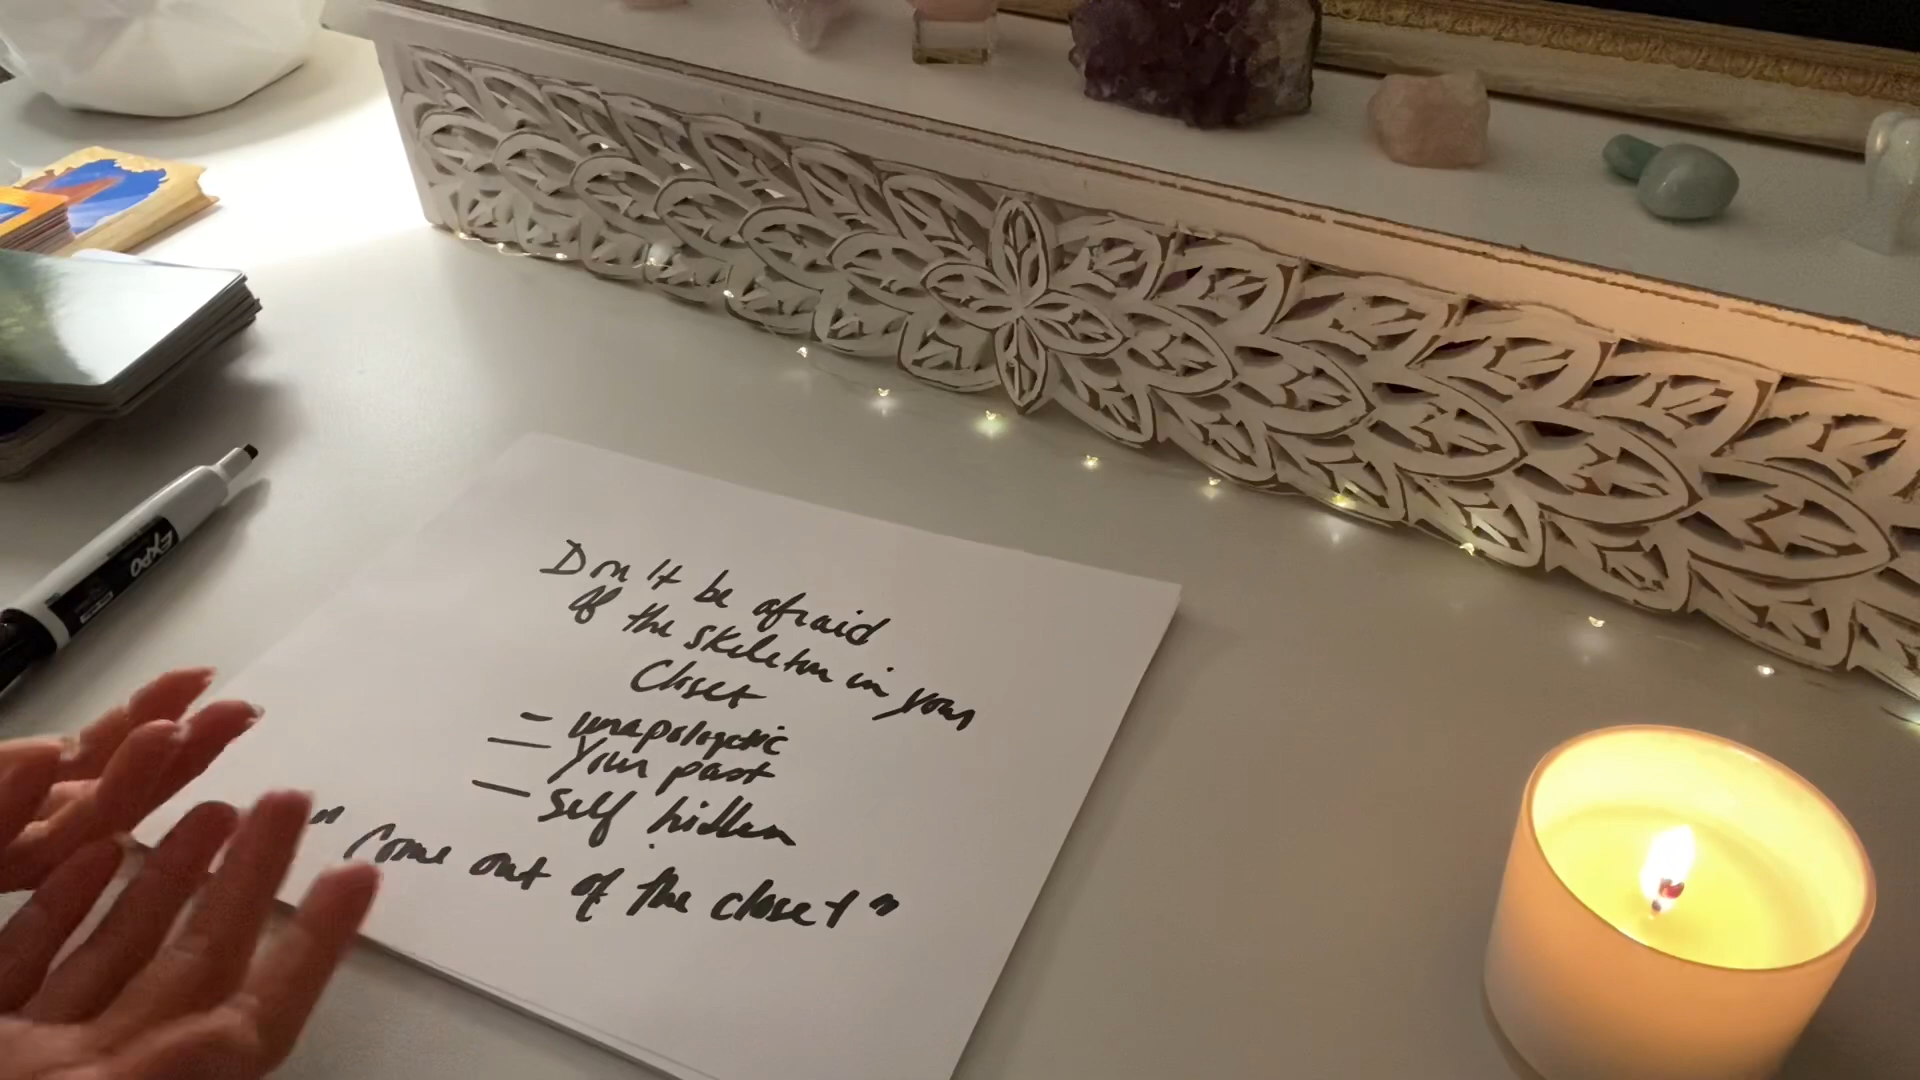 EXPO
Don't be afraid
of the skeleton in your
closet
= unapologetic
— your past
— self hidden
"Come out of the closet"